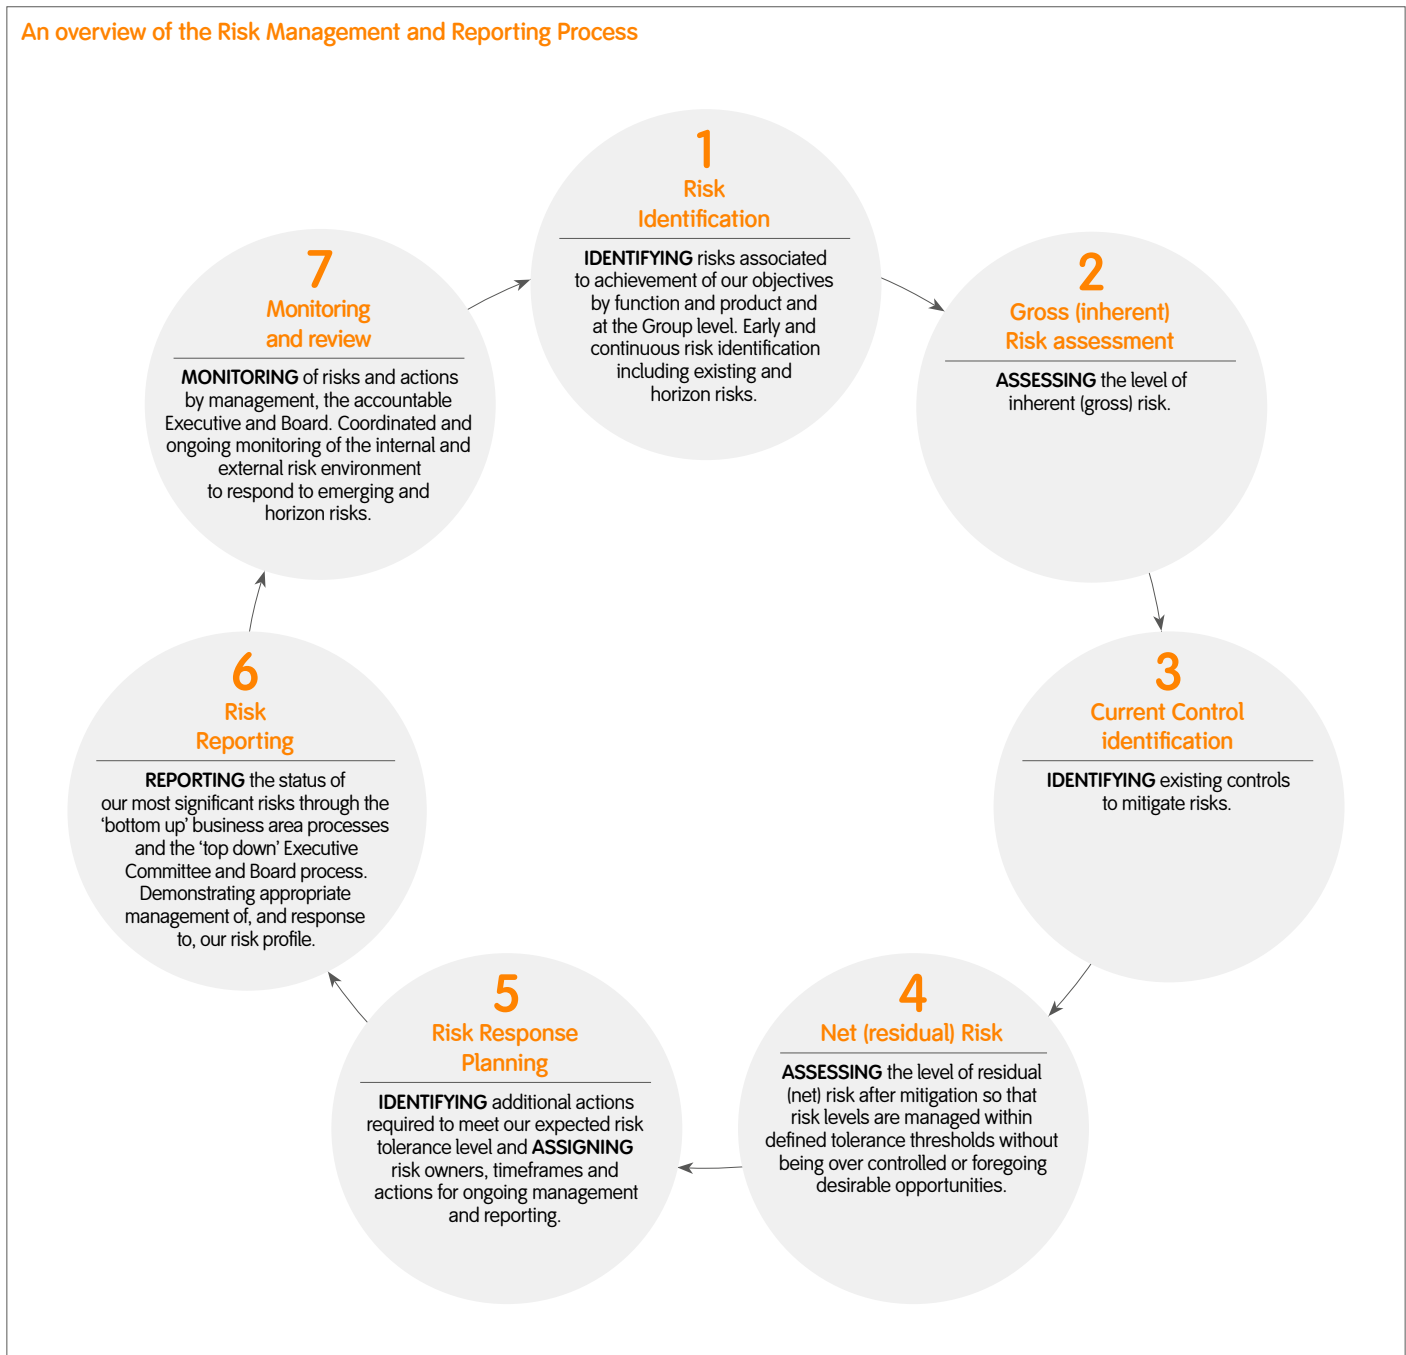 An overview of the Risk Management and Reporting Process
1
Risk
Identification
IDENTIFYING risks associated
to achievement of our objectives
by function and product and
at the Group level. Early and
continuous risk identification
including existing and
horizon risks.
2
Gross (inherent)
Risk assessment
ASSESSING the level of
inherent (gross) risk.
3
Current Control
identification
IDENTIFYING existing controls
to mitigate risks.
4
Net (residual) Risk
ASSESSING the level of residual
(net) risk after mitigation so that
risk levels are managed within
defined tolerance thresholds without
being over controlled or foregoing
desirable opportunities.
5
Risk Response
Planning
IDENTIFYING additional actions
required to meet our expected risk
tolerance level and ASSIGNING
risk owners, timeframes and
actions for ongoing management
and reporting.
6
Risk
Reporting
REPORTING the status of
our most significant risks through the
‘bottom up’ business area processes
and the ‘top down’ Executive
Committee and Board process.
Demonstrating appropriate
management of, and response
to, our risk profile.
7
Monitoring
and review
MONITORING of risks and actions
by management, the accountable
Executive and Board. Coordinated and
ongoing monitoring of the internal and
external risk environment
to respond to emerging and
horizon risks.